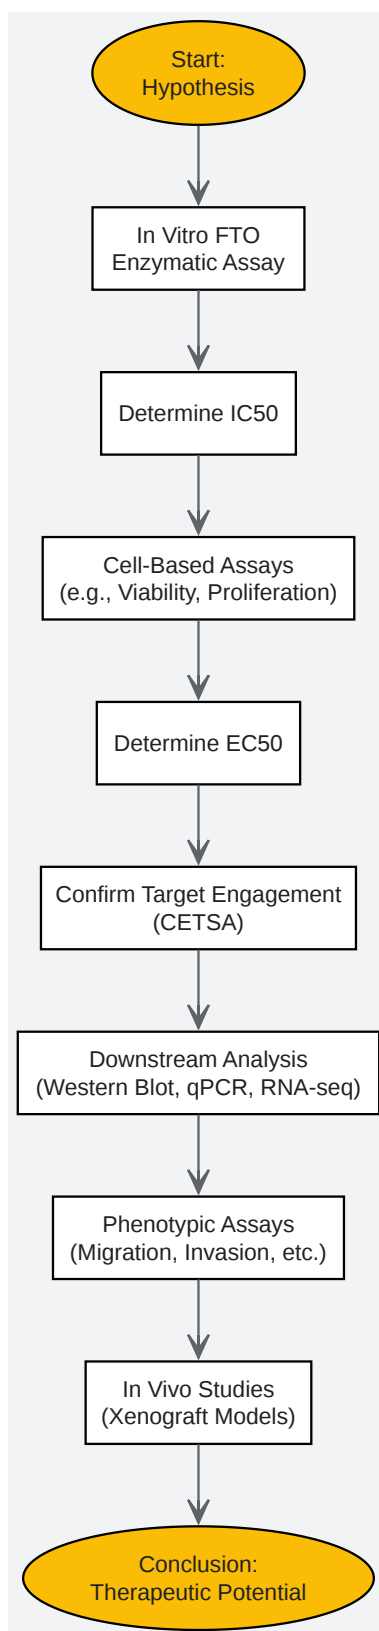 Start:
Hypothesis
In Vitro FTO
Enzymatic Assay
Determine IC50
Cell-Based Assays
(e.g., Viability, Proliferation)
Determine EC50
Confirm Target Engagement
(CETSA)
Downstream Analysis
(Western Blot, qPCR, RNA-seq)
Phenotypic Assays
(Migration, Invasion, etc.)
In Vivo Studies
(Xenograft Models)
Conclusion:
Therapeutic Potential